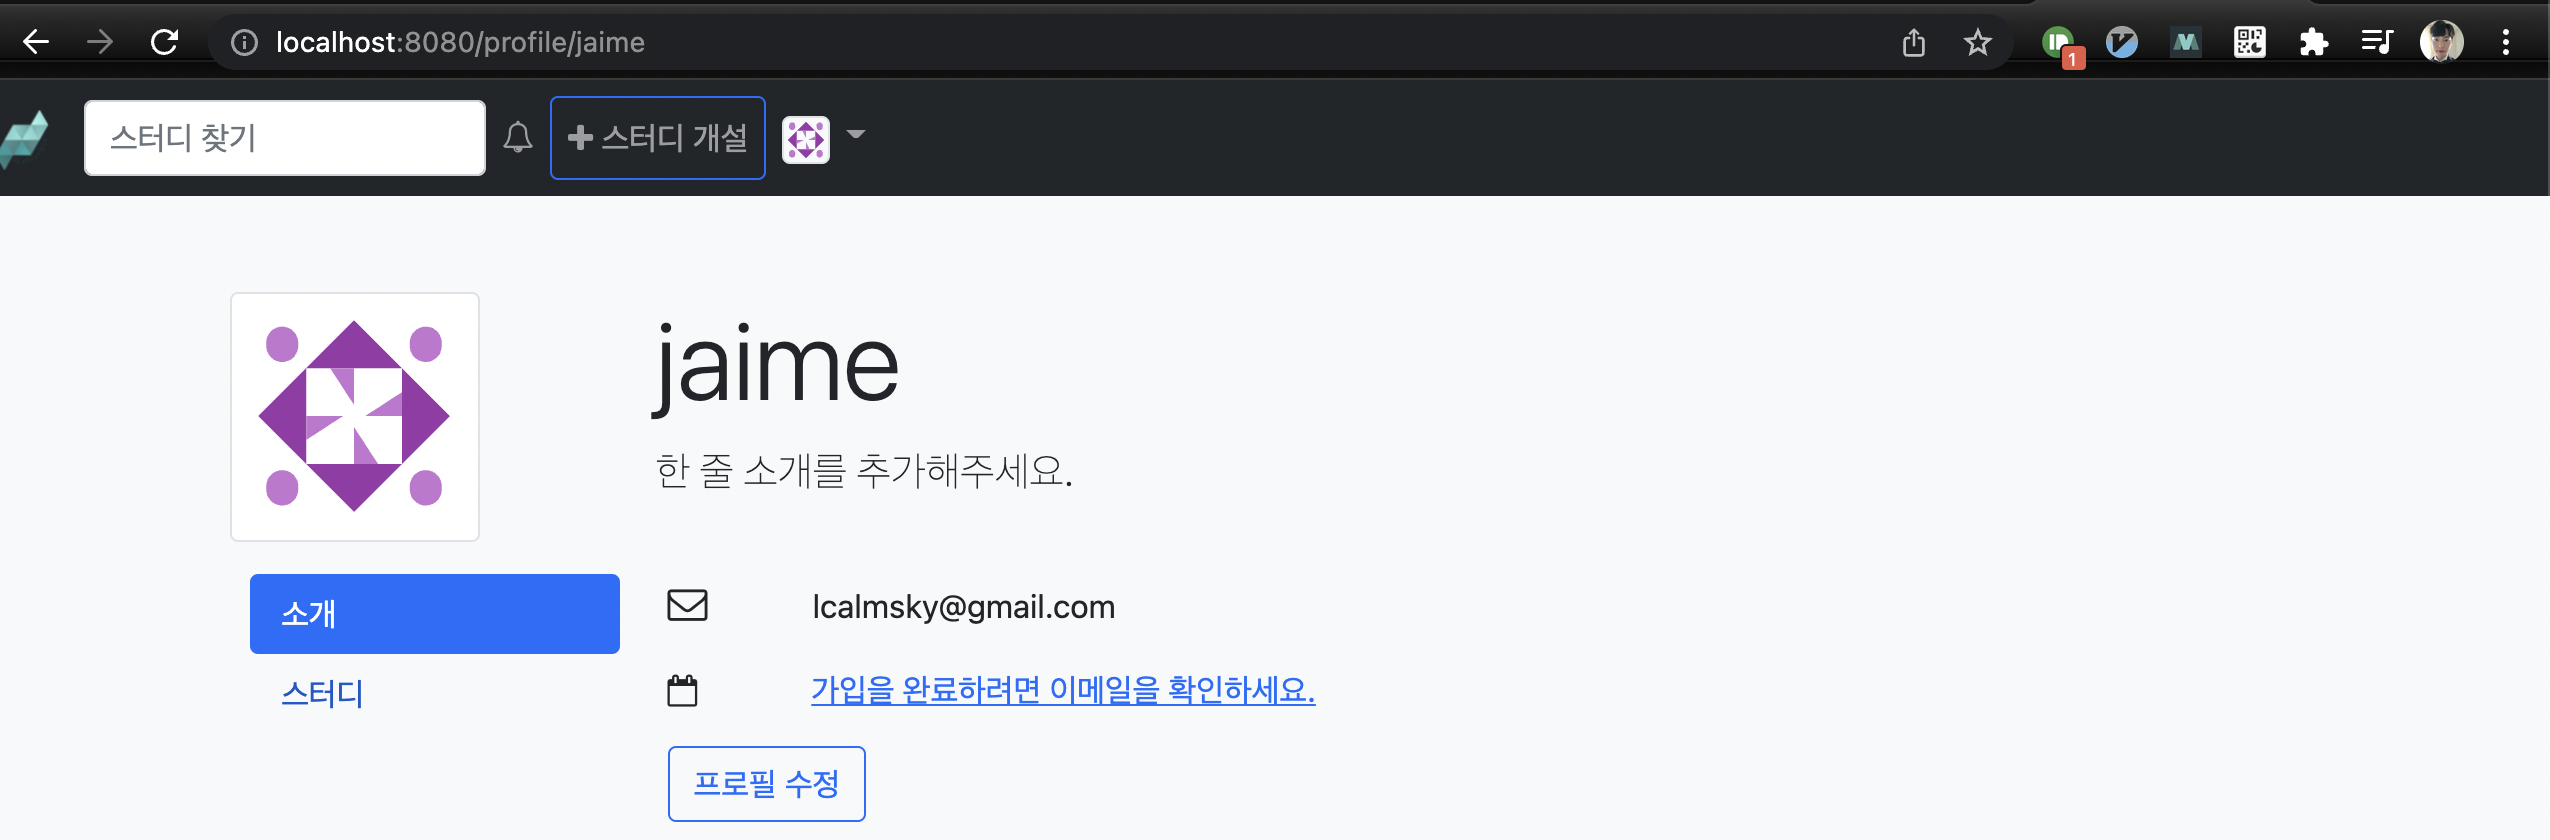 localhost:8080/profile/jaime
1
스터디 찾기
스터디 개설
jaime
한 줄 소개를 추가해주세요.
소개
lcalmsky@gmail.com
스터디
가입을 완료하려면 이메일을 확인하세요.
프로필 수정